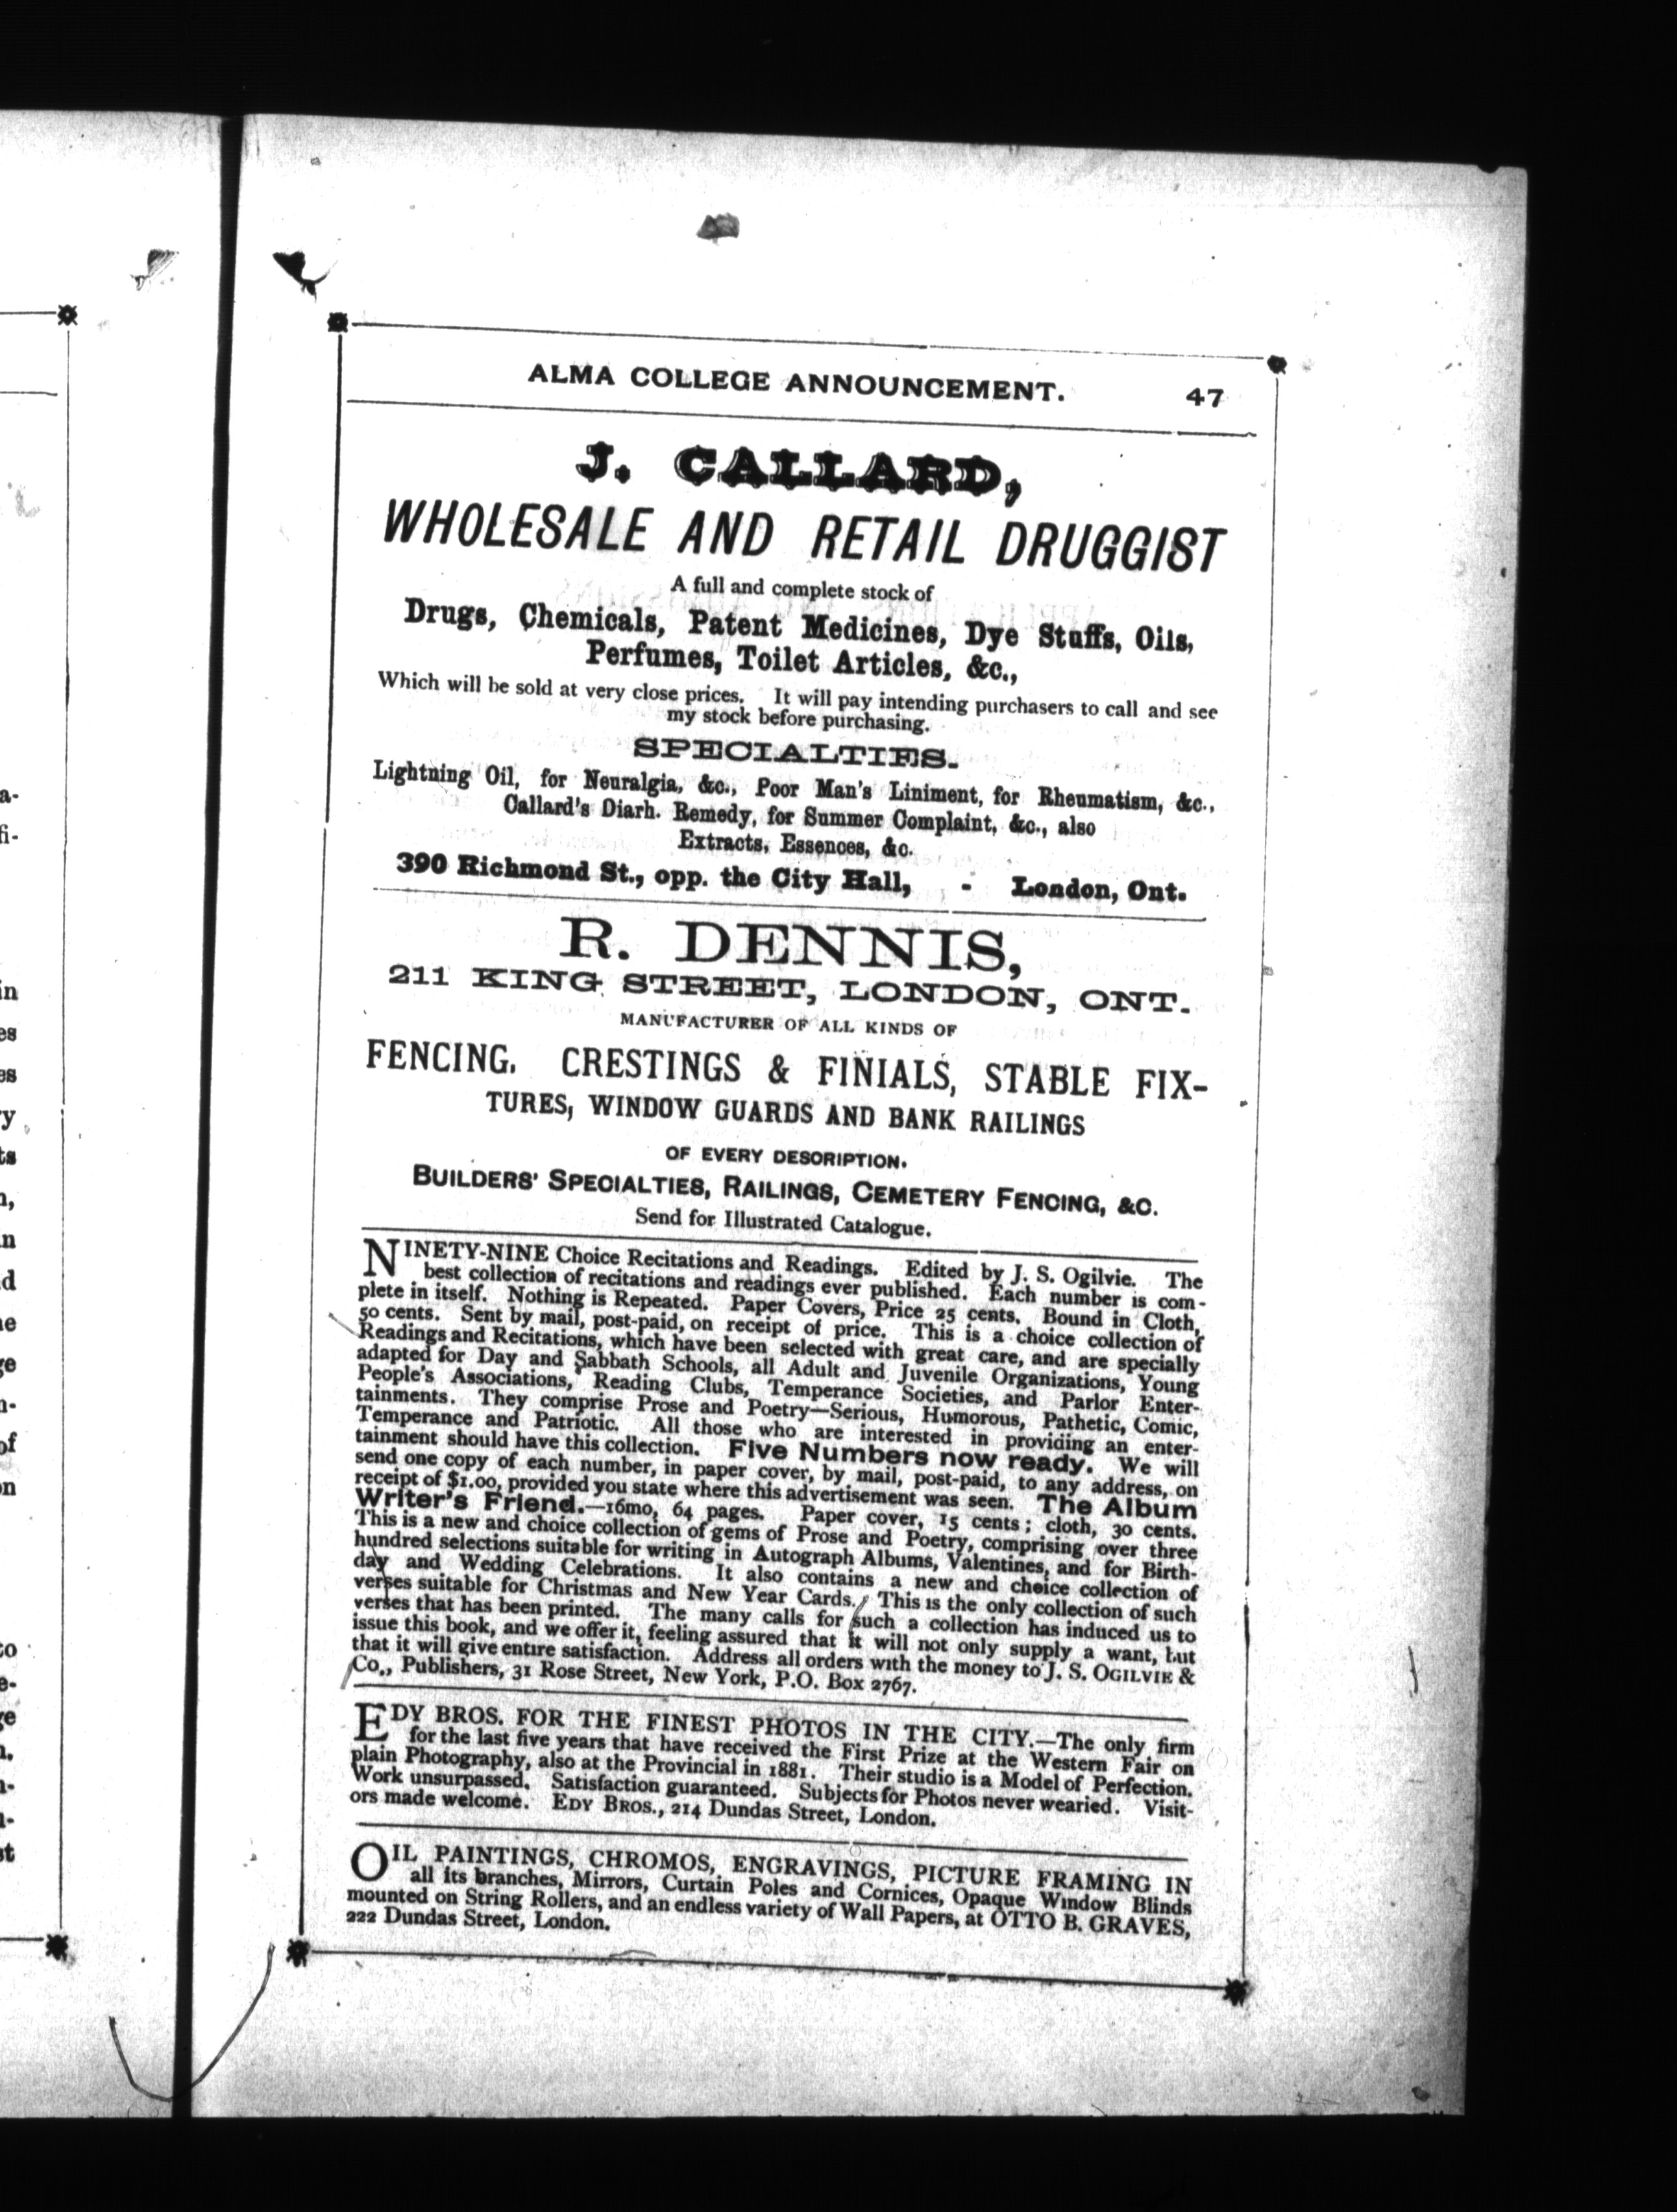 ALMA COLLEGE ANNOUNCEMENT. 47
J. CALLARD,
WHOLESALE AND RETAIL DRUGGIST
A full and complete stock of
Drugs, Chemicals, Patent Medicines, Dye Stuffs, Oils,
Perfumes, Toilet Articles, &c.,
Which will be sold at very close prices. It will pay intending purchasers to call and see
my stock before purchasing.
SPECIALTIES.
Lightning Oil, for Neuralgia, &c., Poor Man's Liniment, for Rheumatism, &c.,
Callard's Diarh. Remedy, for Summer Complaint, &c., also
Extracts, Essences, &c.
390 Richmond St., opp. the City Hall, - London, Ont.
R. DENNIS,
211 KING STREET, LONDON, ONT.
MANUFACTURER OF ALL KINDS OF
FENCING. CRESTINGS & FINIALS, STABLE FIX-
TURES, WINDOW GUARDS AND BANK RAILINGS
OF EVERY DESORIPTION.
BUILDERS' SPECIALTIES, RAILINGS, CEMETERY FENCING, &C.
Send for Illustrated Catalogue.
NINETY-NINE Choice Recitations and Readings. Edited by J. S. Ogilvie. The
best collection of recitations and readings ever published. Each number is com-
plete in itself. Nothing is Repeated. Paper Covers, Price 25 cents. Bound in Cloth,
50 cents. Sent by mail, post-paid, on receipt of price. This is a choice collection of
Readings and Recitations, which have been selected with great care, and are specially
adapted for Day and Sabbath Schools, all Adult and Juvenile Organizations, Young
People's Associations, Reading Clubs, Temperance Societies, and Parlor Enter-
tainments. They comprise Prose and Poetry—Serious, Humorous, Pathetic, Comic,
Temperance and Patriotic. All those who are interested in providing an enter-
tainment should have this collection. Five Numbers now ready. We will
send one copy of each number, in paper cover, by mail, post-paid, to any address, on
receipt of $1.00, provided you state where this advertisement was seen. The Album
Writer's Friend.—16mo, 64 pages. Paper cover, 15 cents; cloth, 30 cents.
This is a new and choice collection of gems of Prose and Poetry, comprising over three
hundred selections suitable for writing in Autograph Albums, Valentines, and for Birth-
day and Wedding Celebrations. It also contains a new and choice collection of
verses suitable for Christmas and New Year Cards. This is the only collection of such
verses that has been printed. The many calls for such a collection has induced us to
issue this book, and we offer it, feeling assured that it will not only supply a want, but
that it will give entire satisfaction. Address all orders with the money to J. S. OGILVIE &
Co., Publishers, 31 Rose Street, New York, P.O. Box 2767.
EDY BROS. FOR THE FINEST PHOTOS IN THE CITY.—The only firm
for the last five years that have received the First Prize at the Western Fair on
plain Photography, also at the Provincial in 1881. Their studio is a Model of Perfection.
Work unsurpassed. Satisfaction guaranteed. Subjects for Photos never wearied. Visit-
ors made welcome. EDY BROS., 214 Dundas Street, London.
OIL PAINTINGS, CHROMOS, ENGRAVINGS, PICTURE FRAMING IN
all its branches, Mirrors, Curtain Poles and Cornices, Opaque Window Blinds
mounted on String Rollers, and an endless variety of Wall Papers, at OTTO B. GRAVES,
222 Dundas Street, London.